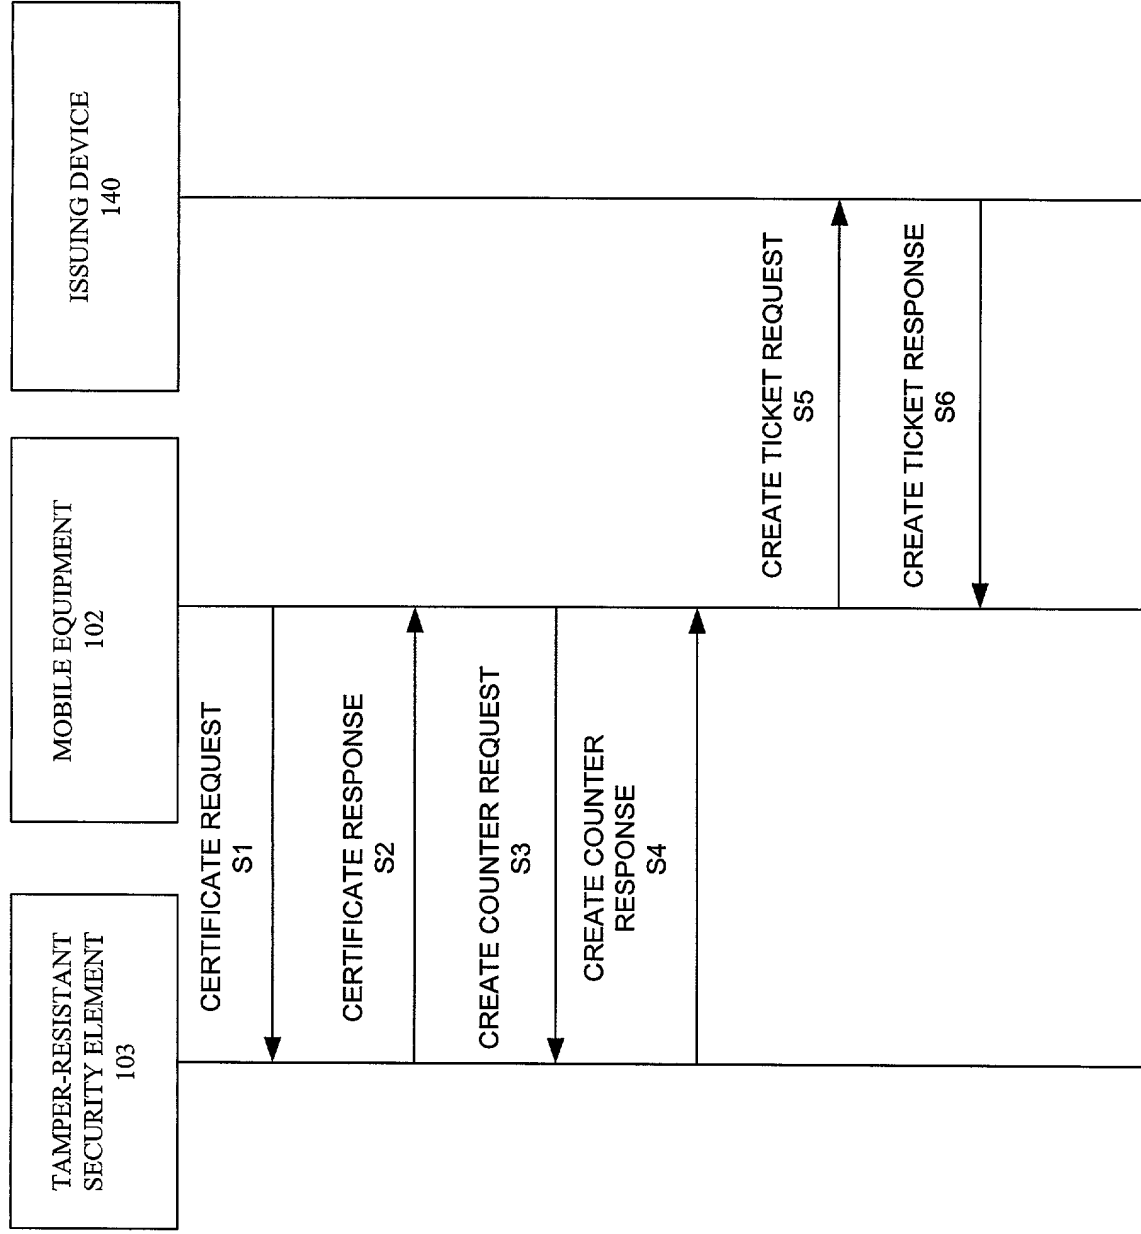 TAMPER-RESISTANT
SECURITY ELEMENT
103
MOBILE EQUIPMENT
102
ISSUING DEVICE
140
CERTIFICATE REQUEST
S1
CERTIFICATE RESPONSE
S2
CREATE COUNTER REQUEST
S3
CREATE COUNTER
RESPONSE
S4
CREATE TICKET REQUEST
S5
CREATE TICKET RESPONSE
S6